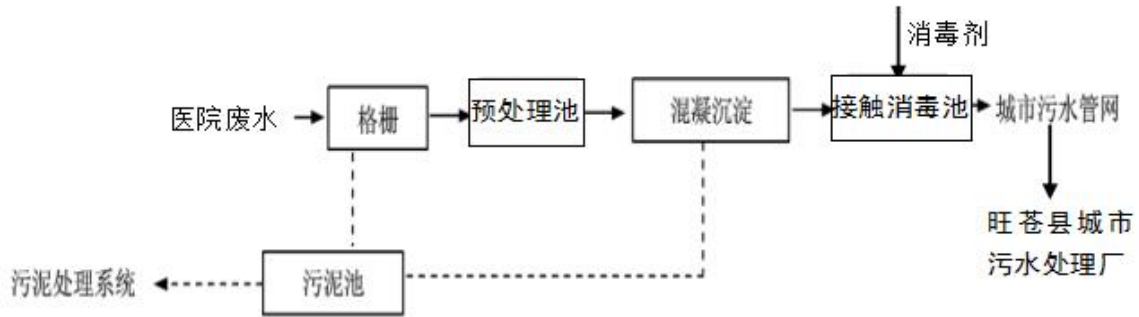 消毒剂
医院废水
格栅
预处理池
混凝沉淀
接触消毒池
城市污水管网
旺苍县城市
污水处理厂
污泥处理系统
污泥池